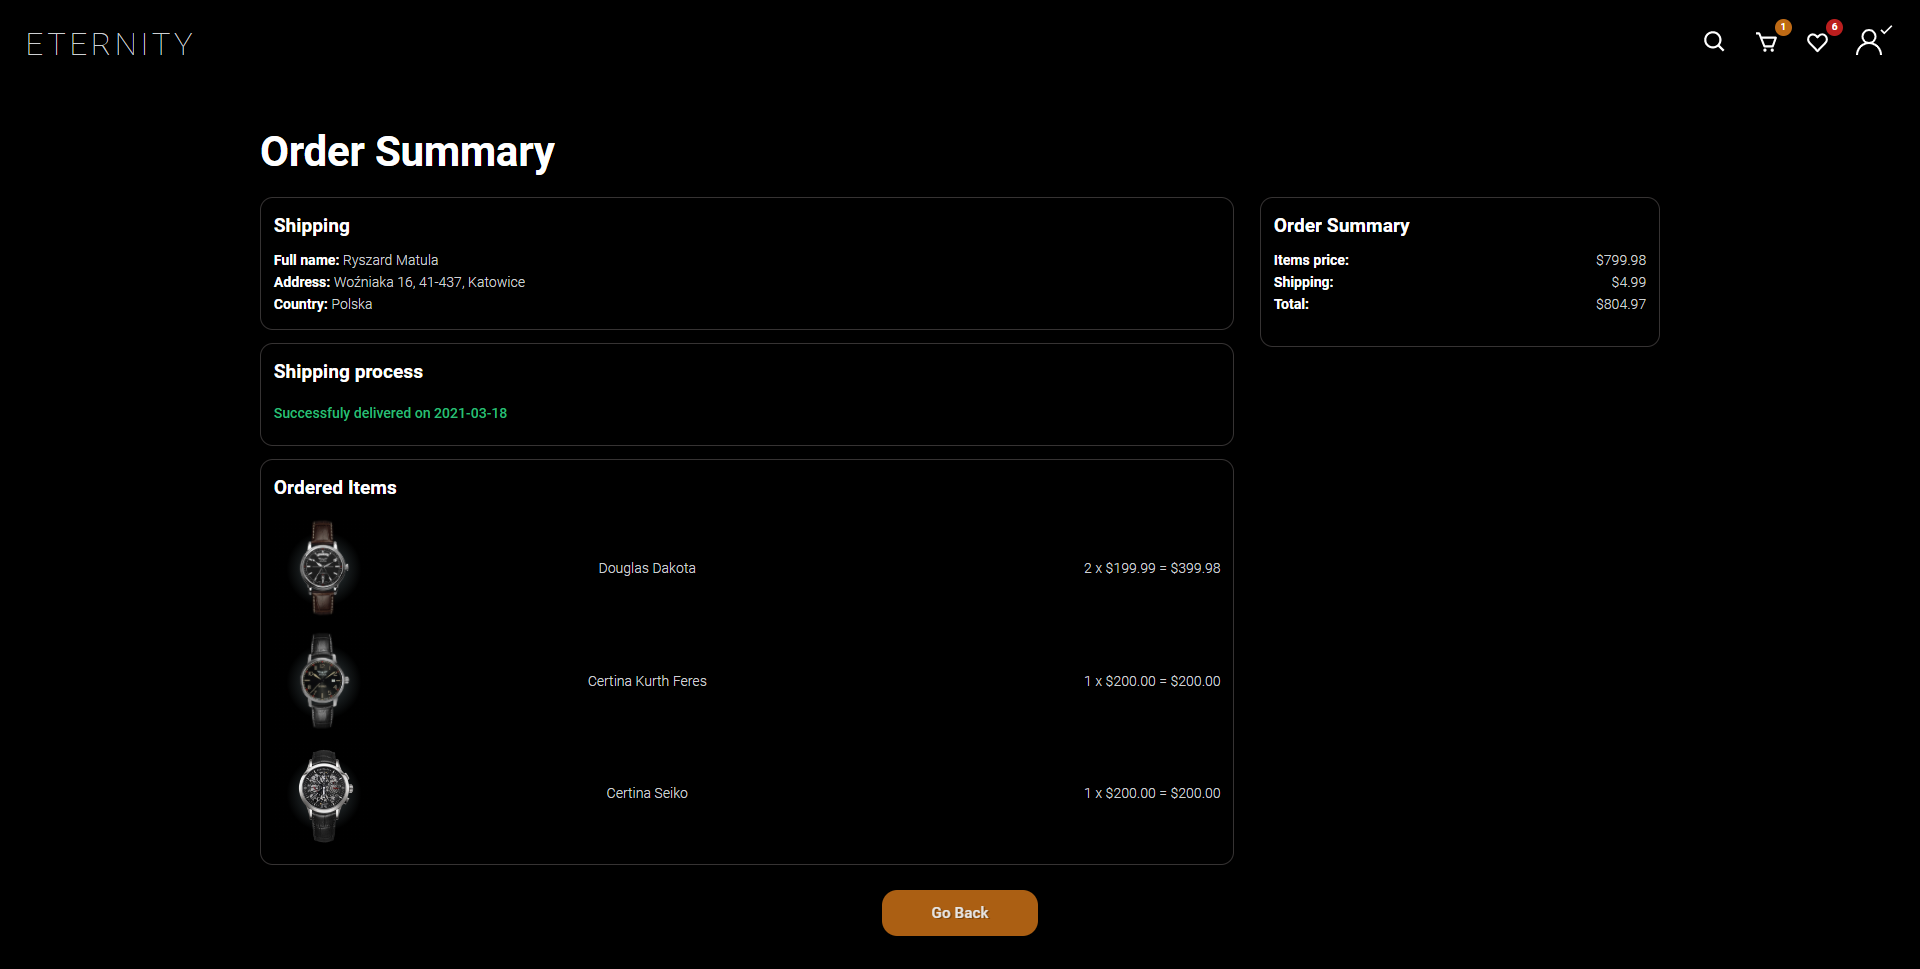 ETERNITY
1
6
Order Summary
Shipping
Full name: Ryszard Matula
Address: Woźniaka 16, 41-437, Katowice
Country: Polska
Shipping process
Successfuly delivered on 2021-03-18
Ordered Items
Douglas Dakota
2 x $199.99 = $399.98
Certina Kurth Feres
1 x $200.00 = $200.00
Certina Seiko
1 x $200.00 = $200.00
Order Summary
Items price: $799.98
Shipping: $4.99
Total: $804.97
Go Back